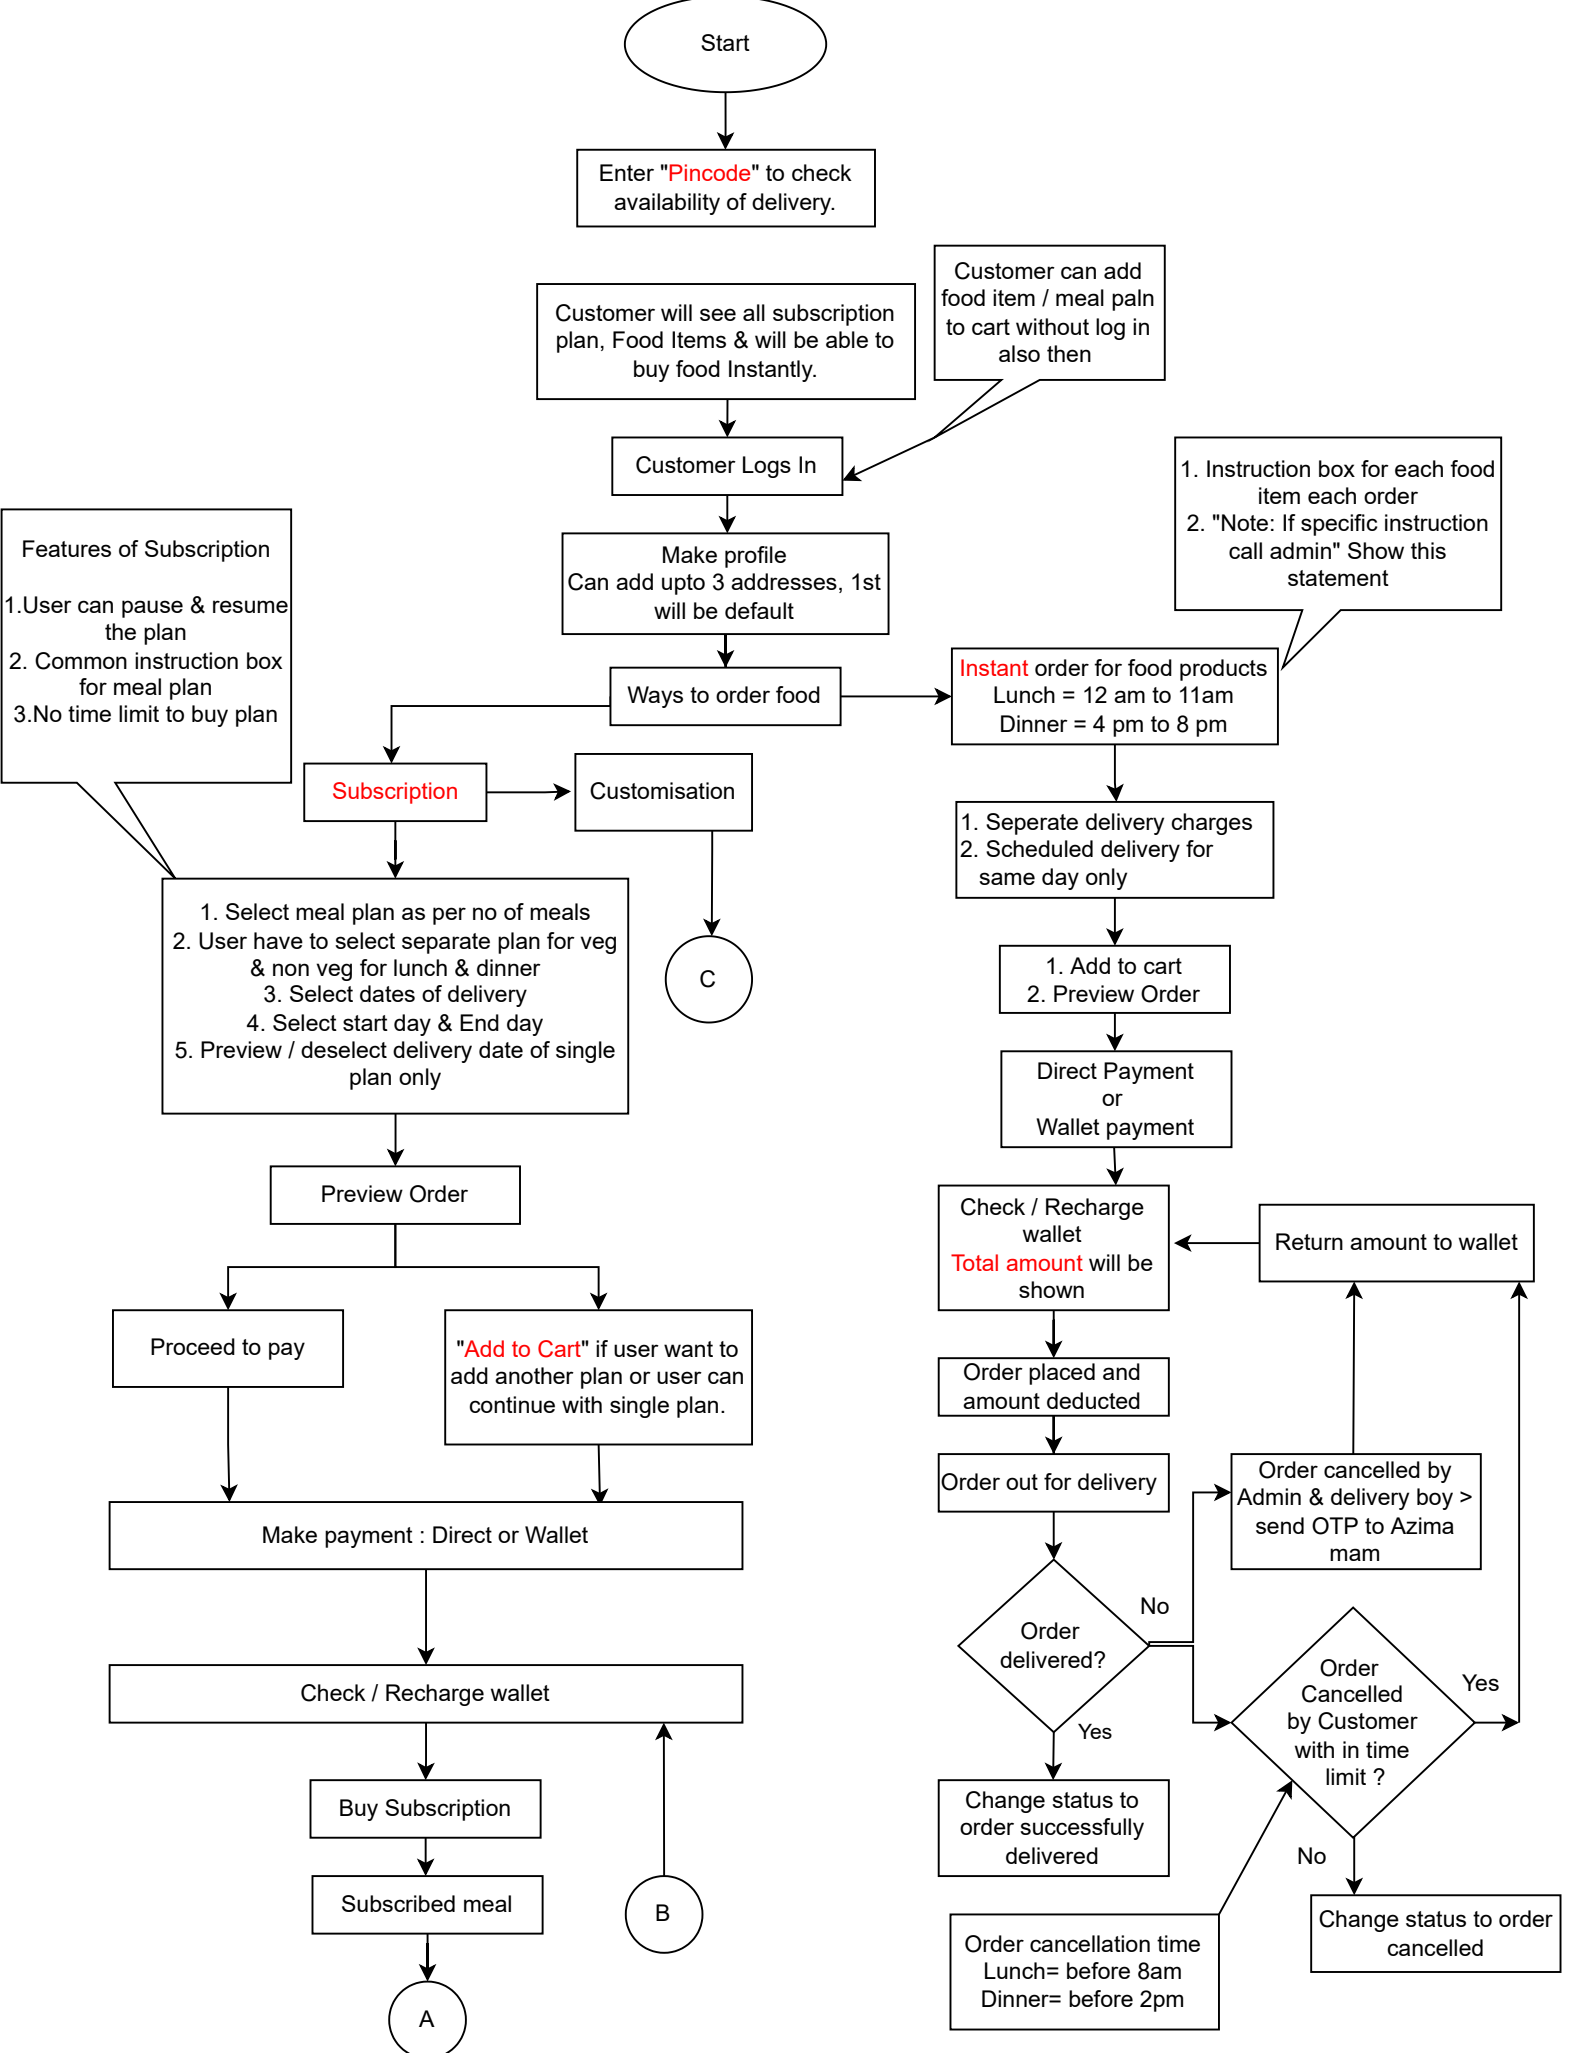 Start
Enter "Pincode" to check
availability of delivery.
Customer will see all subscription
plan, Food Items & will be able to
buy food Instantly.
Customer can add
food item / meal paln
to cart without log in
also then
Customer Logs In
1. Instruction box for each food
item each order
2. "Note: If specific instruction
call admin" Show this
statement
Features of Subscription
1.User can pause & resume
the plan
2. Common instruction box
for meal plan
3.No time limit to buy plan
Make profile
Can add upto 3 addresses, 1st
will be default
Ways to order food
Instant order for food products
Lunch = 12 am to 11am
Dinner = 4 pm to 8 pm
Subscription
Customisation
1. Seperate delivery charges
2. Scheduled delivery for
same day only
1. Select meal plan as per no of meals
2. User have to select separate plan for veg
& non veg for lunch & dinner
3. Select dates of delivery
4. Select start day & End day
5. Preview / deselect delivery date of single
plan only
C
1. Add to cart
2. Preview Order
Direct Payment
or
Wallet payment
Preview Order
Check / Recharge
wallet
Total amount will be
shown
Return amount to wallet
Proceed to pay
"Add to Cart" if user want to
add another plan or user can
continue with single plan.
Order placed and
amount deducted
Order out for delivery
Order cancelled by
Admin & delivery boy >
send OTP to Azima
mam
Make payment : Direct or Wallet
No
Order
delivered?
Order
Cancelled
by Customer
with in time
limit ?
Yes
Check / Recharge wallet
Yes
Buy Subscription
Change status to
order successfully
delivered
No
Subscribed meal
B
Change status to order
cancelled
Order cancellation time
Lunch= before 8am
Dinner= before 2pm
A